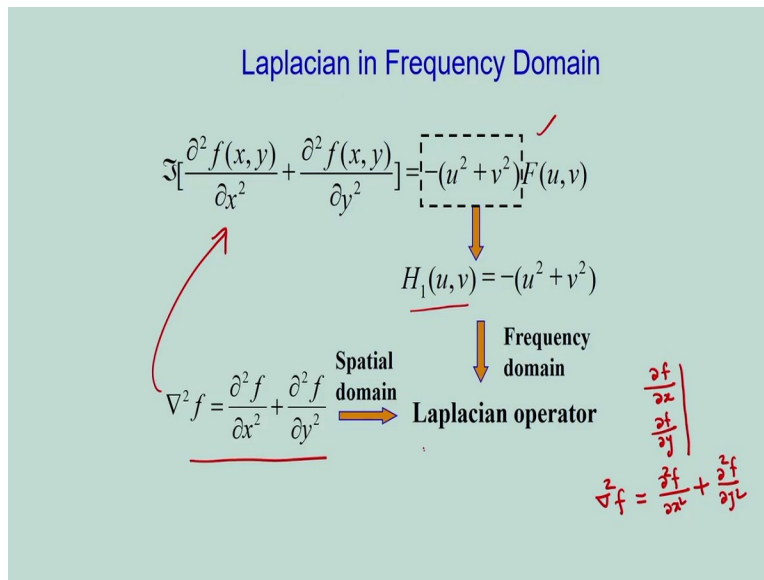 Laplacian in Frequency Domain
ℑ[∂²f(x, y)/∂x² + ∂²f(x, y)/∂y²] = −(u² + v²)F(u, v)
H₁(u, v) = −(u² + v²)
Frequency
domain
Spatial
domain
∇²f = ∂²f/∂x² + ∂²f/∂y²
Laplacian operator
∂f/∂x
∂f/∂y
∇²f = ∂²f/∂x² + ∂²f/∂y²